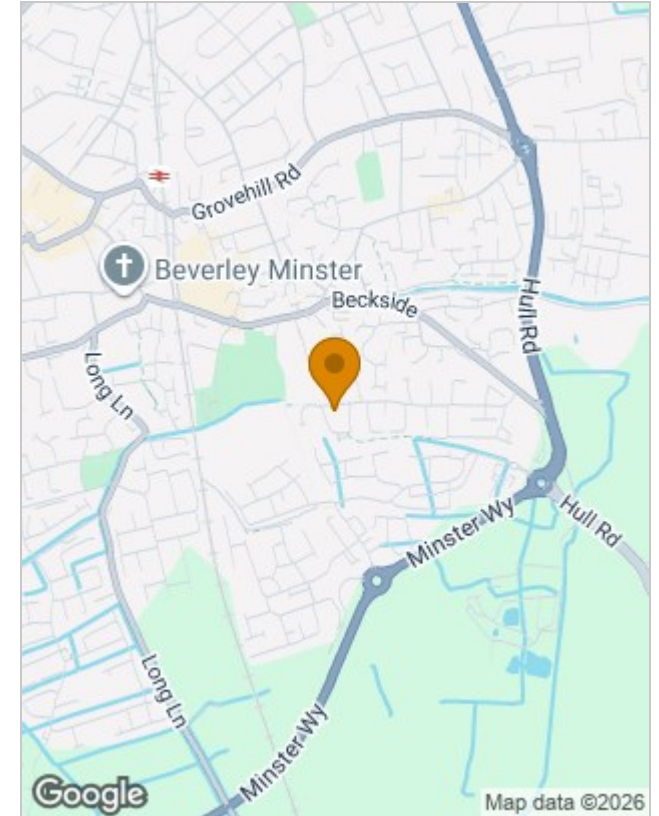 Grovehill Rd
Beverley Minster
Beckside
Hull Rd
Long Ln
Minster Wy
Hull Rd
Long Ln
Minster Wy
Google
Map data ©2026